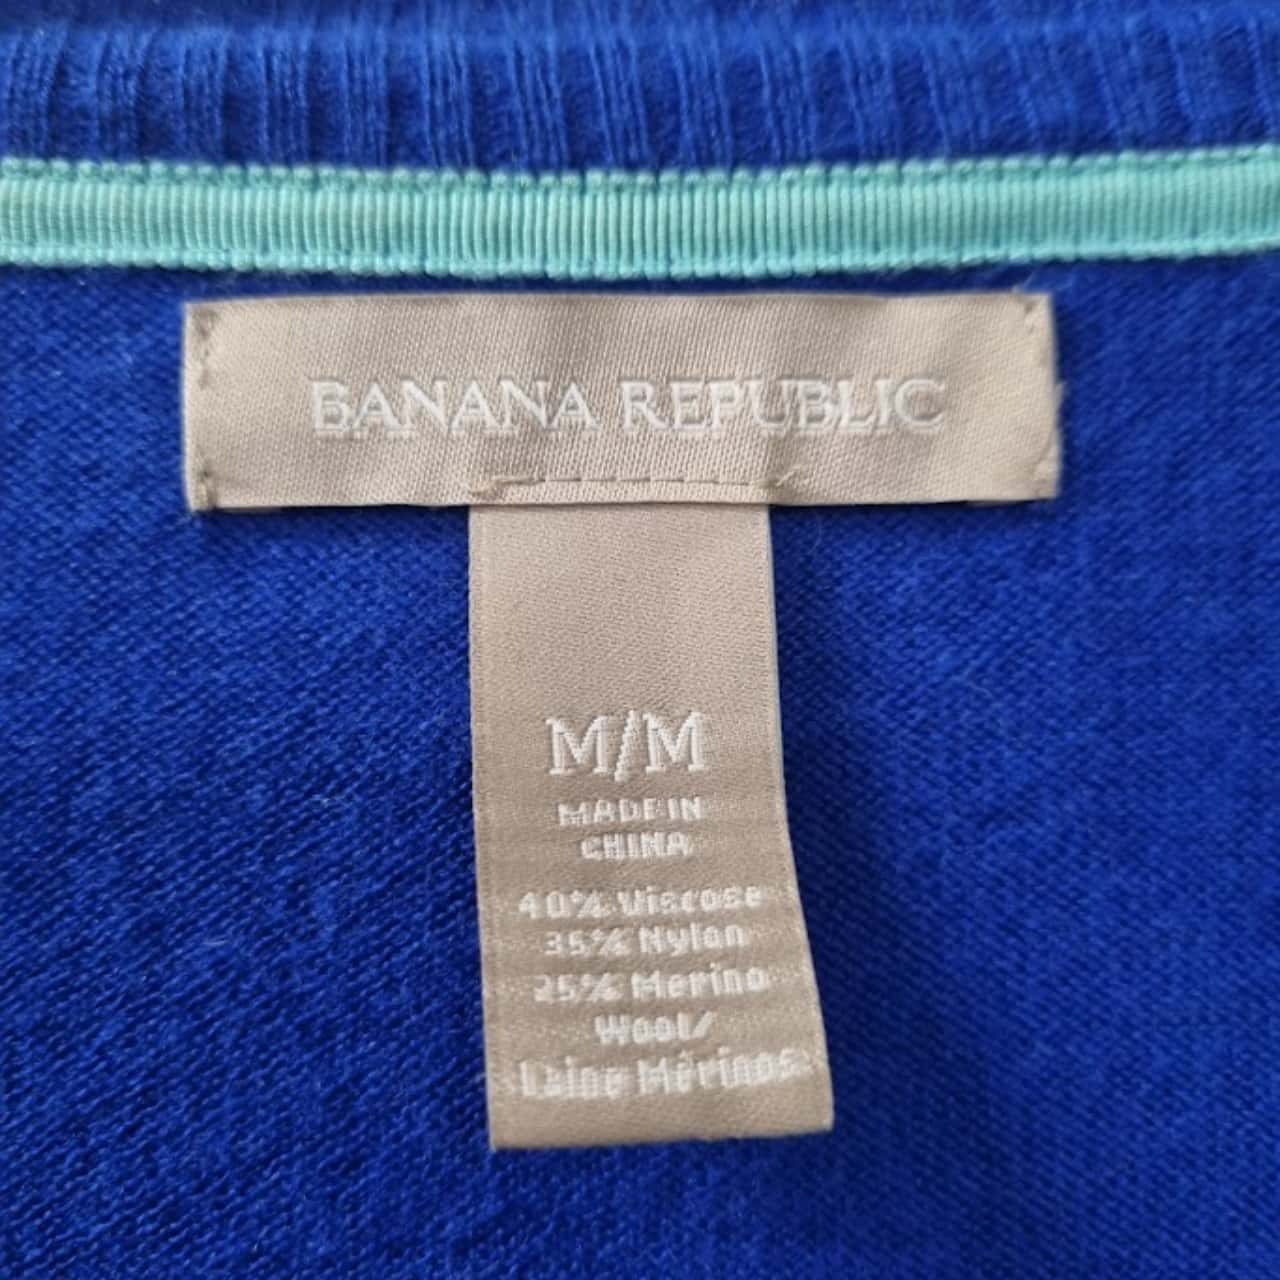 BANANA REPUBLIC
M/M
MADE IN
CHINA
40% Viscose
35% Nylon
25% Merino
Wool/
Laine Mérinos